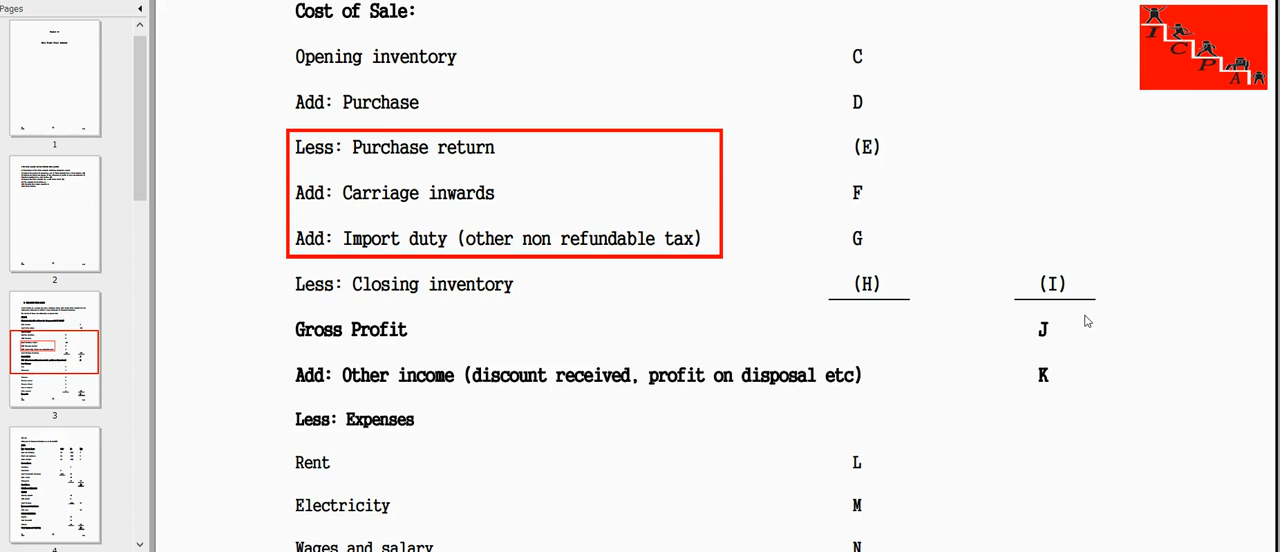 Pages
Cost of Sale:
Opening inventory C
Add: Purchase D
Less: Purchase return (E)
Add: Carriage inwards F
Add: Import duty (other non refundable tax) G
Less: Closing inventory (H) (I)
Gross Profit J
Add: Other income (discount received, profit on disposal etc) K
Less: Expenses
Rent L
Electricity M
Wages and salary N
I C P A
1
2
3
4